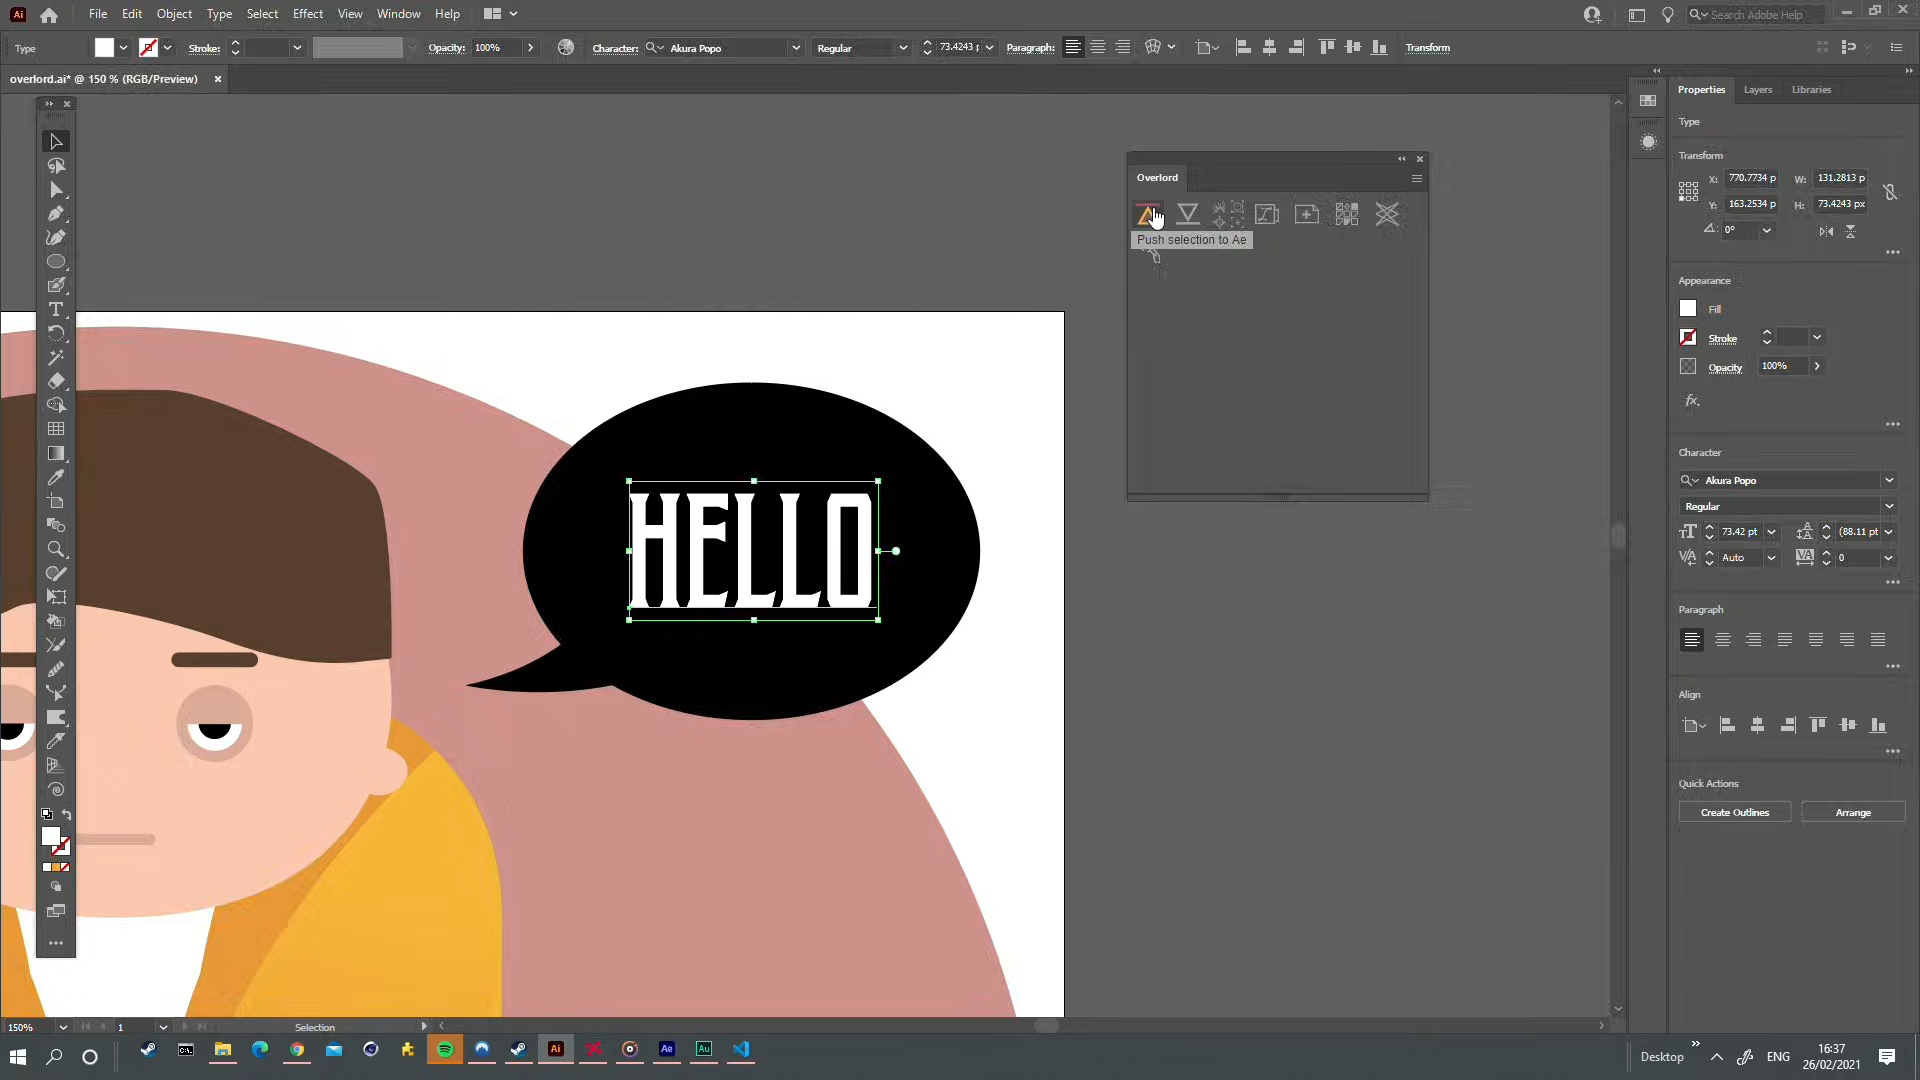 Ai File Edit Object Type Select Effect View Window Help Search Adobe Help
Type Stroke: Opacity: 100% Character: Akura Popo Regular 73.4243 Paragraph: Transform
overlord.ai* @ 150 % (RGB/Preview)
Properties Layers Libraries
Type
Transform
X: 770.7734 p W: 131.2813 p
Y: 163.2534 p H: 73.4243 px
0°
Appearance
Fill
Stroke
Opacity 100%
fx.
Character
Akura Popo
Regular
73.42 pt (88.11 pt
Auto 0
Paragraph
Align
Quick Actions
Create Outlines Arrange
Overlord
Push selection to Ae
HELLO
150% 1 Selection
Ai Ae Au
Desktop ENG 16:37
26/02/2021